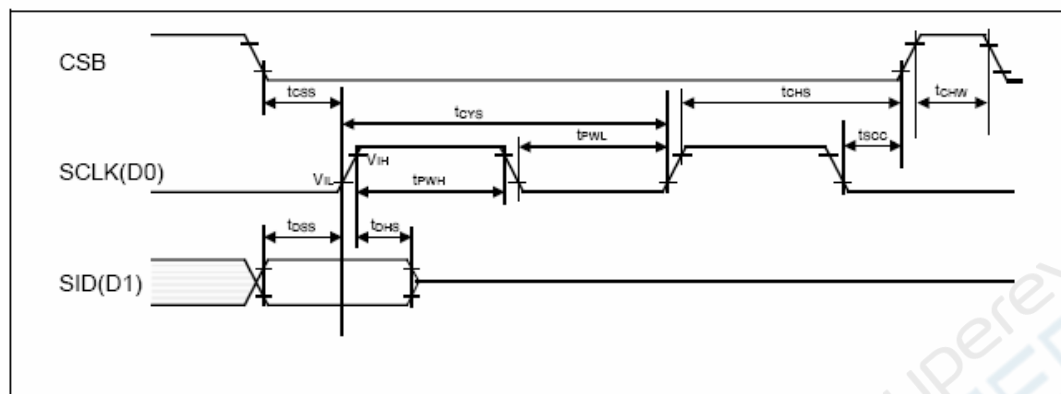 CSB
tCSS
tCHS
tCHW
tCYS
tPWL
tSCC
SCLK(D0)
VIL
VIH
tPWH
tDSS
tDHS
SID(D1)